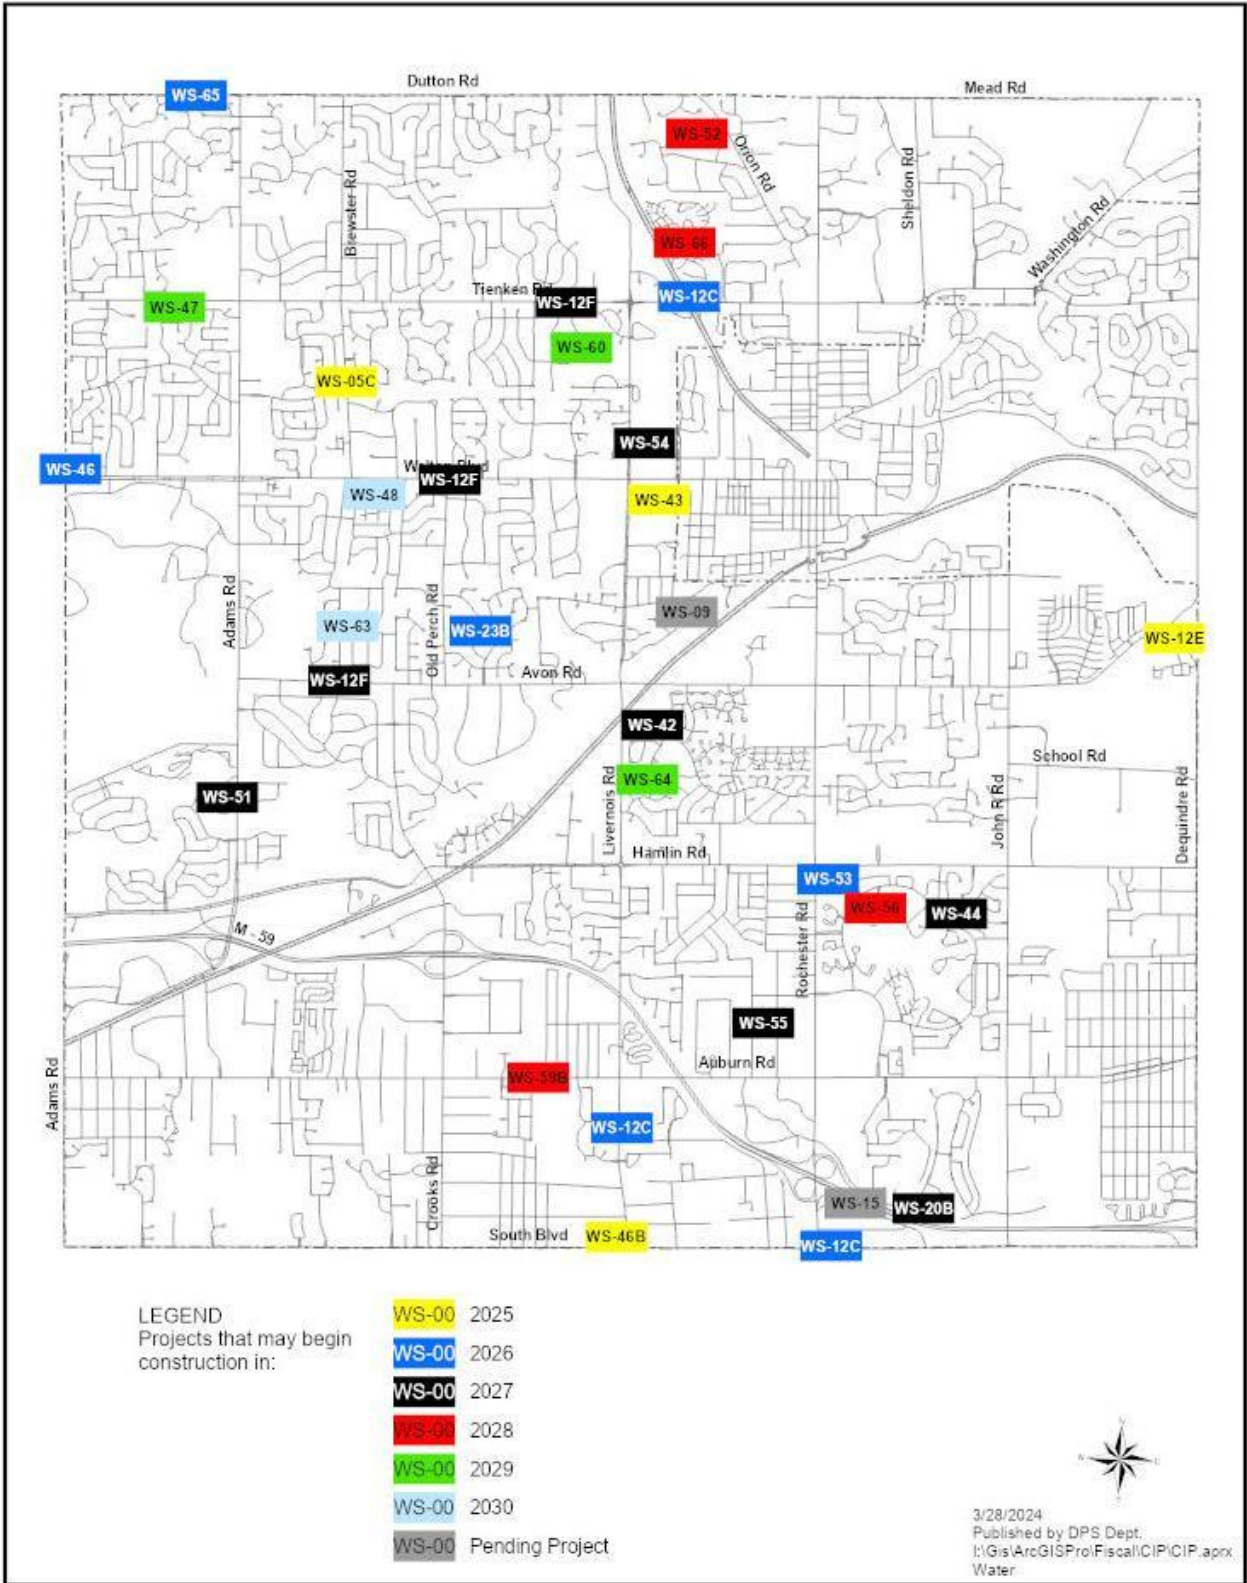 Dutton Rd
Mead Rd
WS-65
WS-52
Orion Rd
Sheldon Rd
Brewster Rd
Washington Rd
WS-66
Tienken Rd
WS-12F
WS-12C
WS-47
WS-60
WS-05C
WS-54
WS-46
Walton Blvd
WS-12F
WS-48
WS-43
Adams Rd
Old Perch Rd
WS-09
WS-63
WS-23B
WS-12E
WS-12F
Avon Rd
WS-42
School Rd
WS-51
WS-64
Livernois Rd
John R Rd
Dequindre Rd
Hamlin Rd
WS-53
WS-56
WS-44
M - 59
Rochester Rd
WS-55
Auburn Rd
Adams Rd
WS-59B
WS-12C
Crooks Rd
WS-15
WS-20B
South Blvd
WS-46B
WS-12C
LEGEND
Projects that may begin
construction in:
WS-00 2025
WS-00 2026
WS-00 2027
WS-00 2028
WS-00 2029
WS-00 2030
WS-00 Pending Project
3/28/2024
Published by DPS Dept.
I:\Gis\ArcGISPro\Fiscal\CIP\CIP.aprx
Water